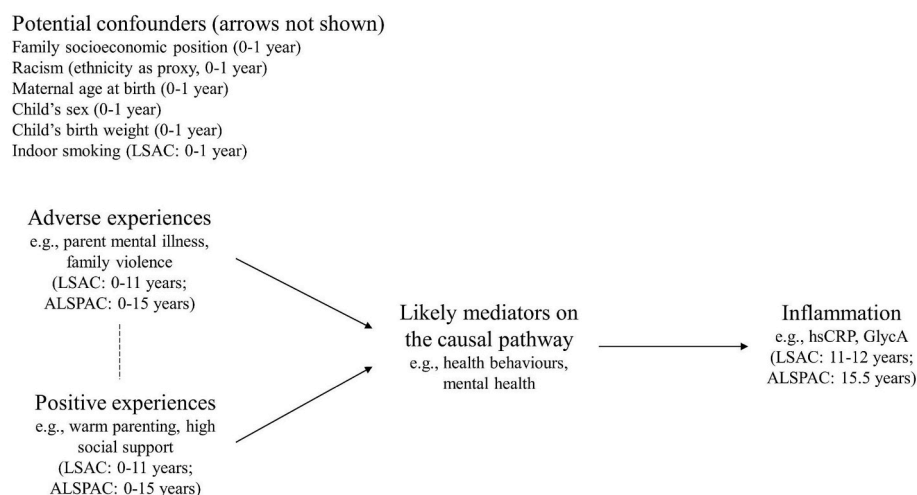 Potential confounders (arrows not shown)
Family socioeconomic position (0-1 year)
Racism (ethnicity as proxy, 0-1 year)
Maternal age at birth (0-1 year)
Child's sex (0-1 year)
Child's birth weight (0-1 year)
Indoor smoking (LSAC: 0-1 year)
Adverse experiences
e.g., parent mental illness,
family violence
(LSAC: 0-11 years;
ALSPAC: 0-15 years)
Positive experiences
e.g., warm parenting, high
social support
(LSAC: 0-11 years;
ALSPAC: 0-15 years)
Likely mediators on
the causal pathway
e.g., health behaviours,
mental health
Inflammation
e.g., hsCRP, GlycA
(LSAC: 11-12 years;
ALSPAC: 15.5 years)